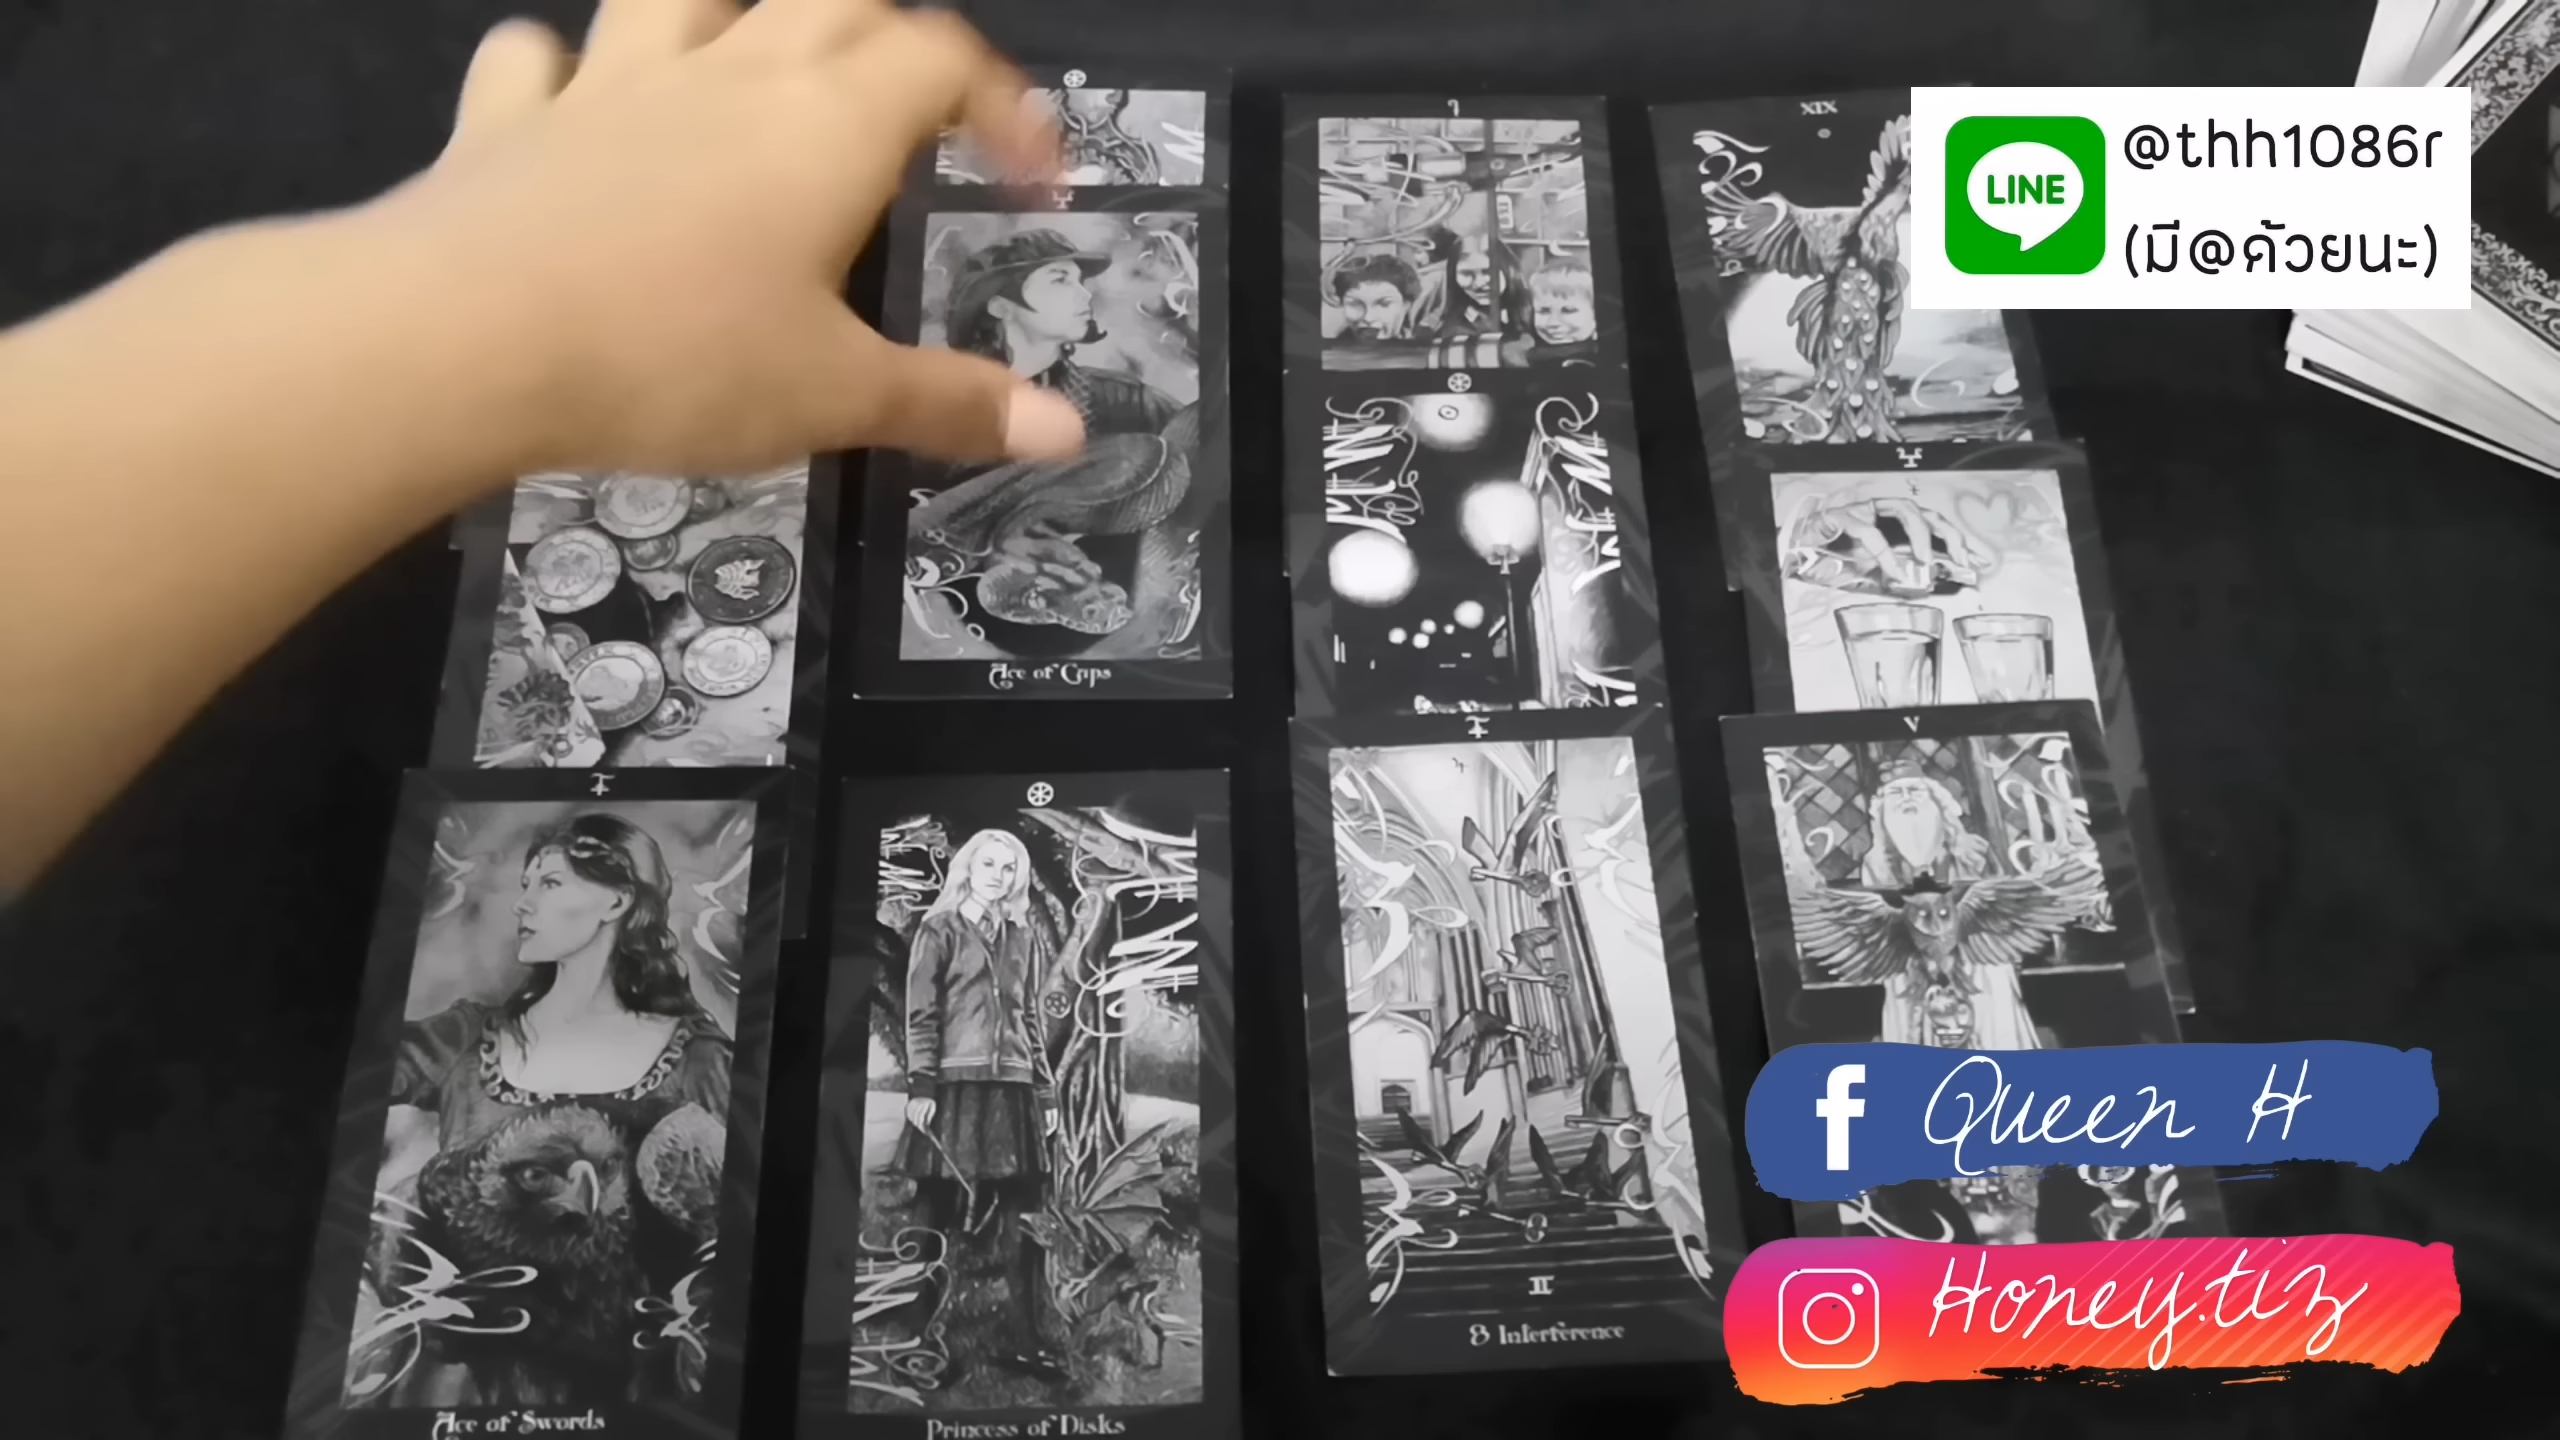 XIX
LINE
@thh1086r
(มี@ด้วยนะ)
Ace of Cups
V
II
8 Interference
Ace of Swords
Princess of Disks
f Queen H
Honey.tiz